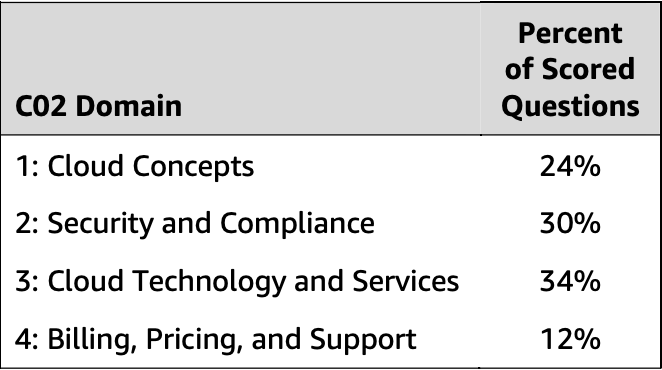 C02 Domain
Percent
of Scored
Questions
1: Cloud Concepts 24%
2: Security and Compliance 30%
3: Cloud Technology and Services 34%
4: Billing, Pricing, and Support 12%